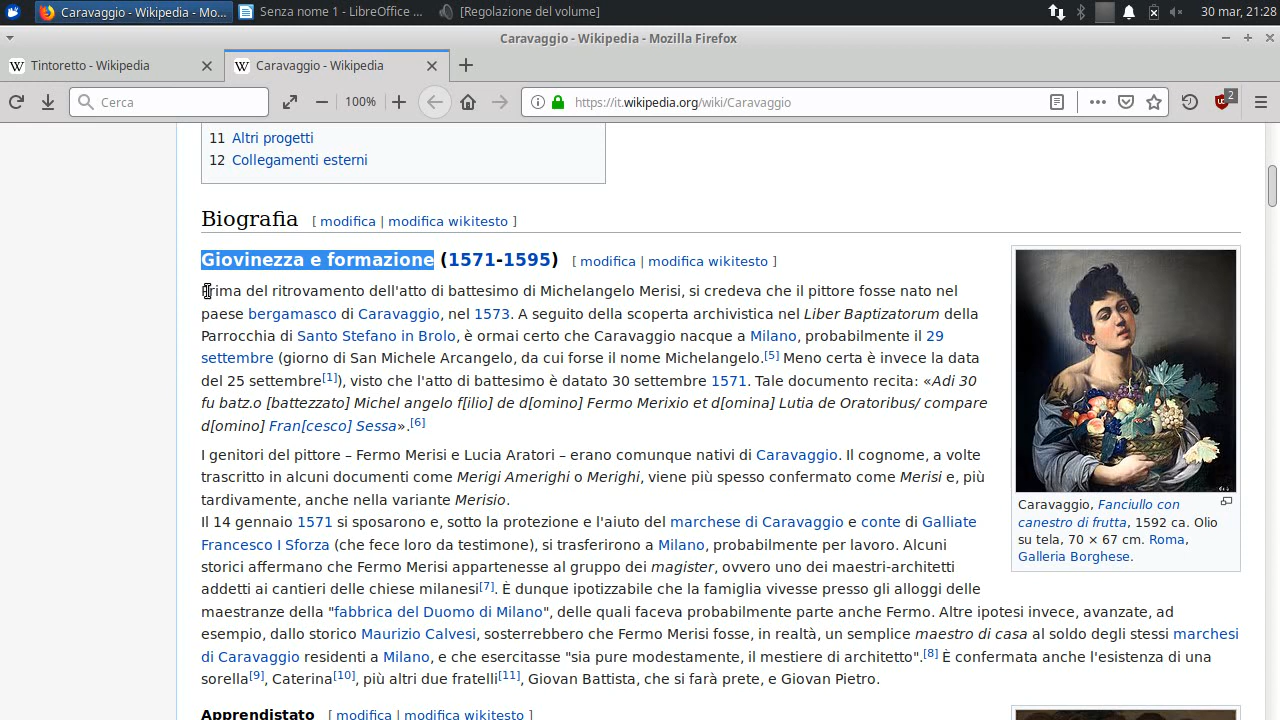 Caravaggio - Wikipedia - Mo... Senza nome 1 - LibreOffice ... [Regolazione del volume] 30 mar, 21:28
Caravaggio - Wikipedia - Mozilla Firefox
W Tintoretto - Wikipedia W Caravaggio - Wikipedia
Cerca 100% https://it.wikipedia.org/wiki/Caravaggio 2
11 Altri progetti
12 Collegamenti esterni
Biografia [ modifica | modifica wikitesto ]
Giovinezza e formazione (1571-1595) [ modifica | modifica wikitesto ]
Prima del ritrovamento dell'atto di battesimo di Michelangelo Merisi, si credeva che il pittore fosse nato nel
paese bergamasco di Caravaggio, nel 1573. A seguito della scoperta archivistica nel Liber Baptizatorum della
Parrocchia di Santo Stefano in Brolo, è ormai certo che Caravaggio nacque a Milano, probabilmente il 29
settembre (giorno di San Michele Arcangelo, da cui forse il nome Michelangelo.[5] Meno certa è invece la data
del 25 settembre[1]), visto che l'atto di battesimo è datato 30 settembre 1571. Tale documento recita: «Adi 30
fu batz.o [battezzato] Michel angelo f[ilio] de d[omino] Fermo Merixio et d[omina] Lutia de Oratoribus/ compare
d[omino] Fran[cesco] Sessa».[6]
I genitori del pittore – Fermo Merisi e Lucia Aratori – erano comunque nativi di Caravaggio. Il cognome, a volte
trascritto in alcuni documenti come Merigi Amerighi o Merighi, viene più spesso confermato come Merisi e, più
tardivamente, anche nella variante Merisio.
Il 14 gennaio 1571 si sposarono e, sotto la protezione e l'aiuto del marchese di Caravaggio e conte di Galliate
Francesco I Sforza (che fece loro da testimone), si trasferirono a Milano, probabilmente per lavoro. Alcuni
storici affermano che Fermo Merisi appartenesse al gruppo dei magister, ovvero uno dei maestri-architetti
addetti ai cantieri delle chiese milanesi[7]. È dunque ipotizzabile che la famiglia vivesse presso gli alloggi delle
maestranze della "fabbrica del Duomo di Milano", delle quali faceva probabilmente parte anche Fermo. Altre ipotesi invece, avanzate, ad
esempio, dallo storico Maurizio Calvesi, sosterrebbero che Fermo Merisi fosse, in realtà, un semplice maestro di casa al soldo degli stessi marchesi
di Caravaggio residenti a Milano, e che esercitasse "sia pure modestamente, il mestiere di architetto".[8] È confermata anche l'esistenza di una
sorella[9], Caterina[10], più altri due fratelli[11], Giovan Battista, che si farà prete, e Giovan Pietro.
Caravaggio, Fanciullo con
canestro di frutta, 1592 ca. Olio
su tela, 70 × 67 cm. Roma,
Galleria Borghese.
Apprendistato [ modifica | modifica wikitesto ]